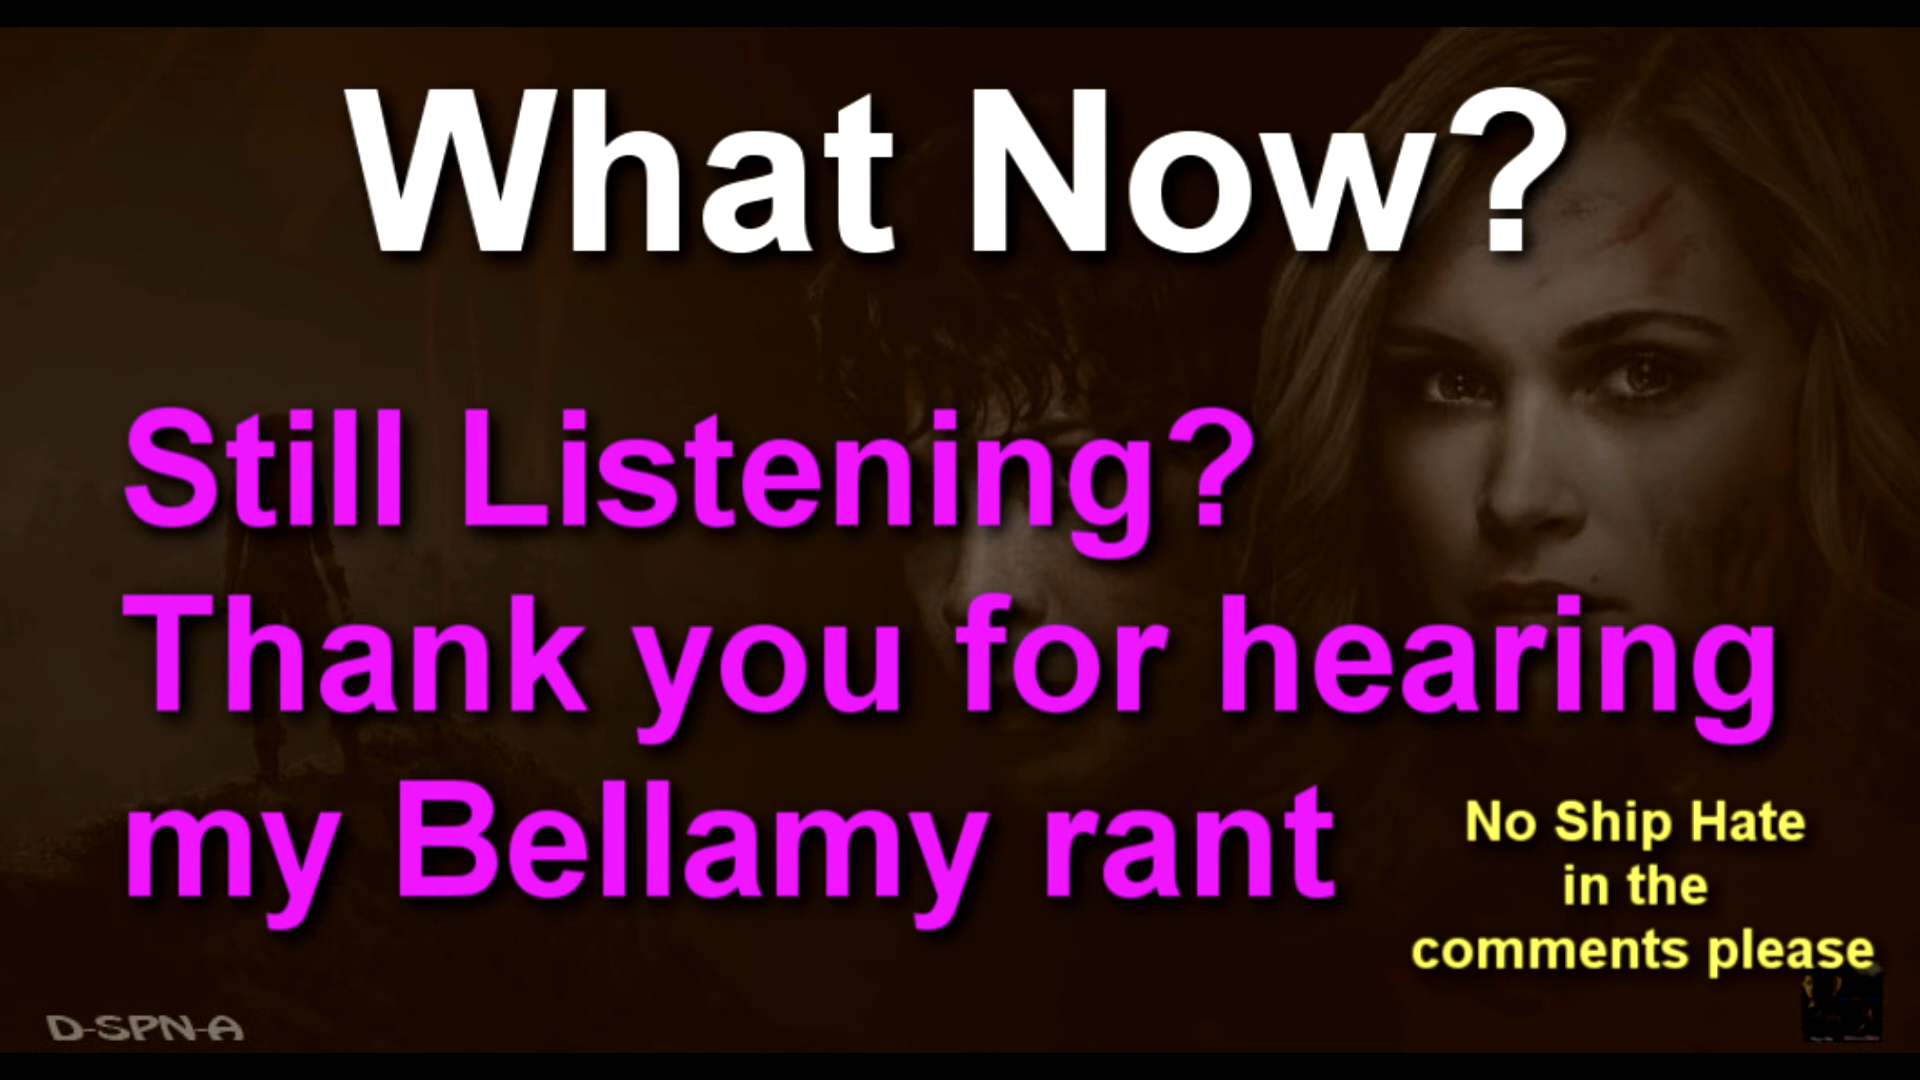 What Now?
Still Listening?
Thank you for hearing
my Bellamy rant
No Ship Hate
in the
comments please
D-SPN-A